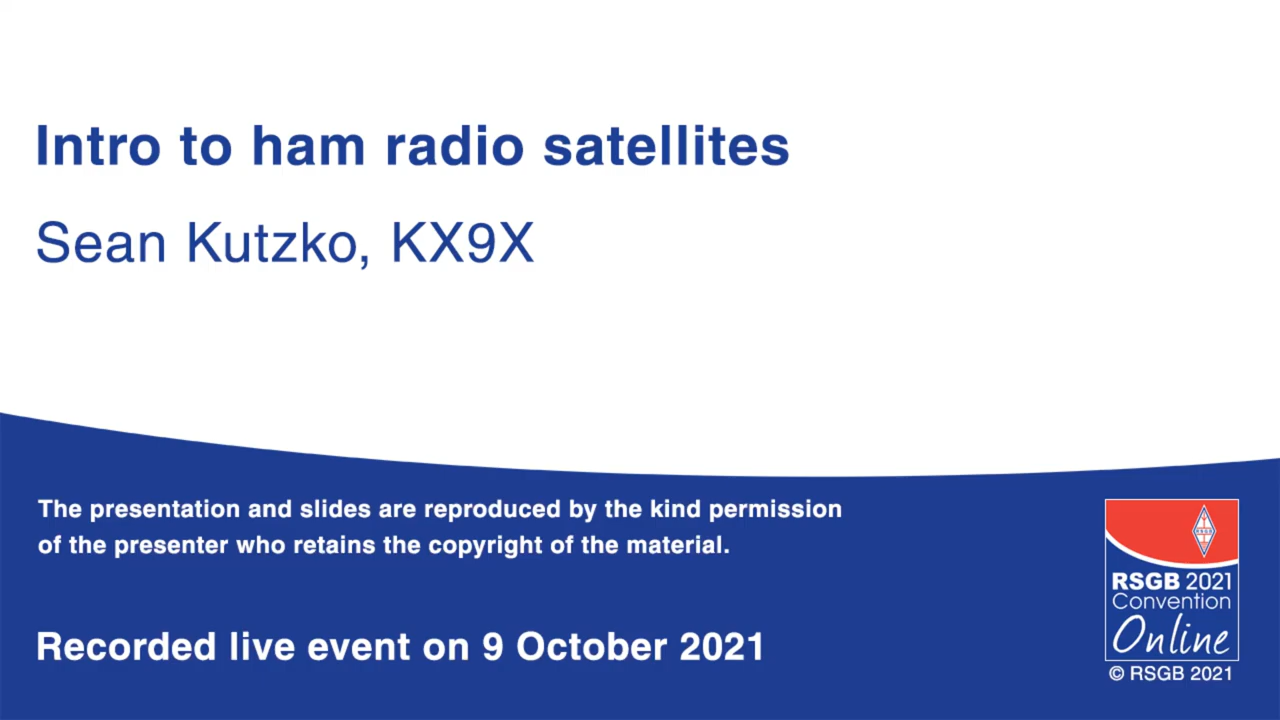 Intro to ham radio satellites
Sean Kutzko, KX9X
The presentation and slides are reproduced by the kind permission
of the presenter who retains the copyright of the material.
Recorded live event on 9 October 2021
RSGB
RSGB 2021
Convention
Online
© RSGB 2021